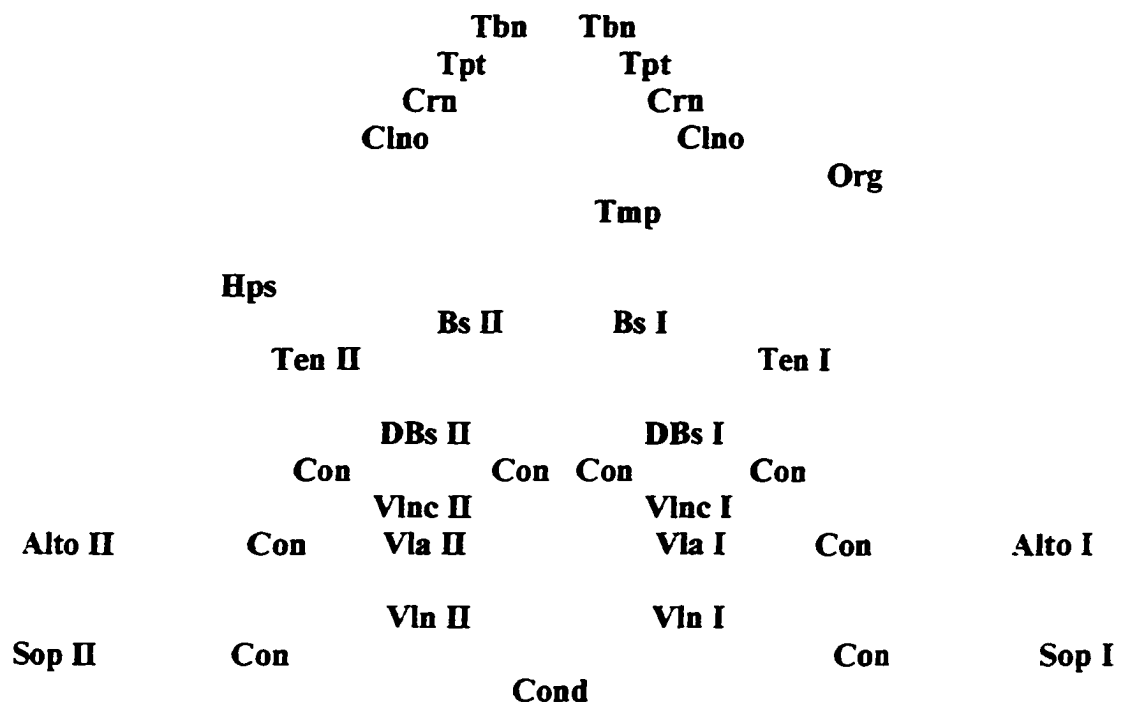 Tbn Tbn
Tpt Tpt
Crn Crn
Clno Clno
Org
Tmp
Hps
Bs II Bs I
Ten II Ten I
DBs II DBs I
Con Con Con Con
Vlnc II Vlnc I
Alto II Con Vla II Vla I Con Alto I
Vln II Vln I
Sop II Con Con Sop I
Cond